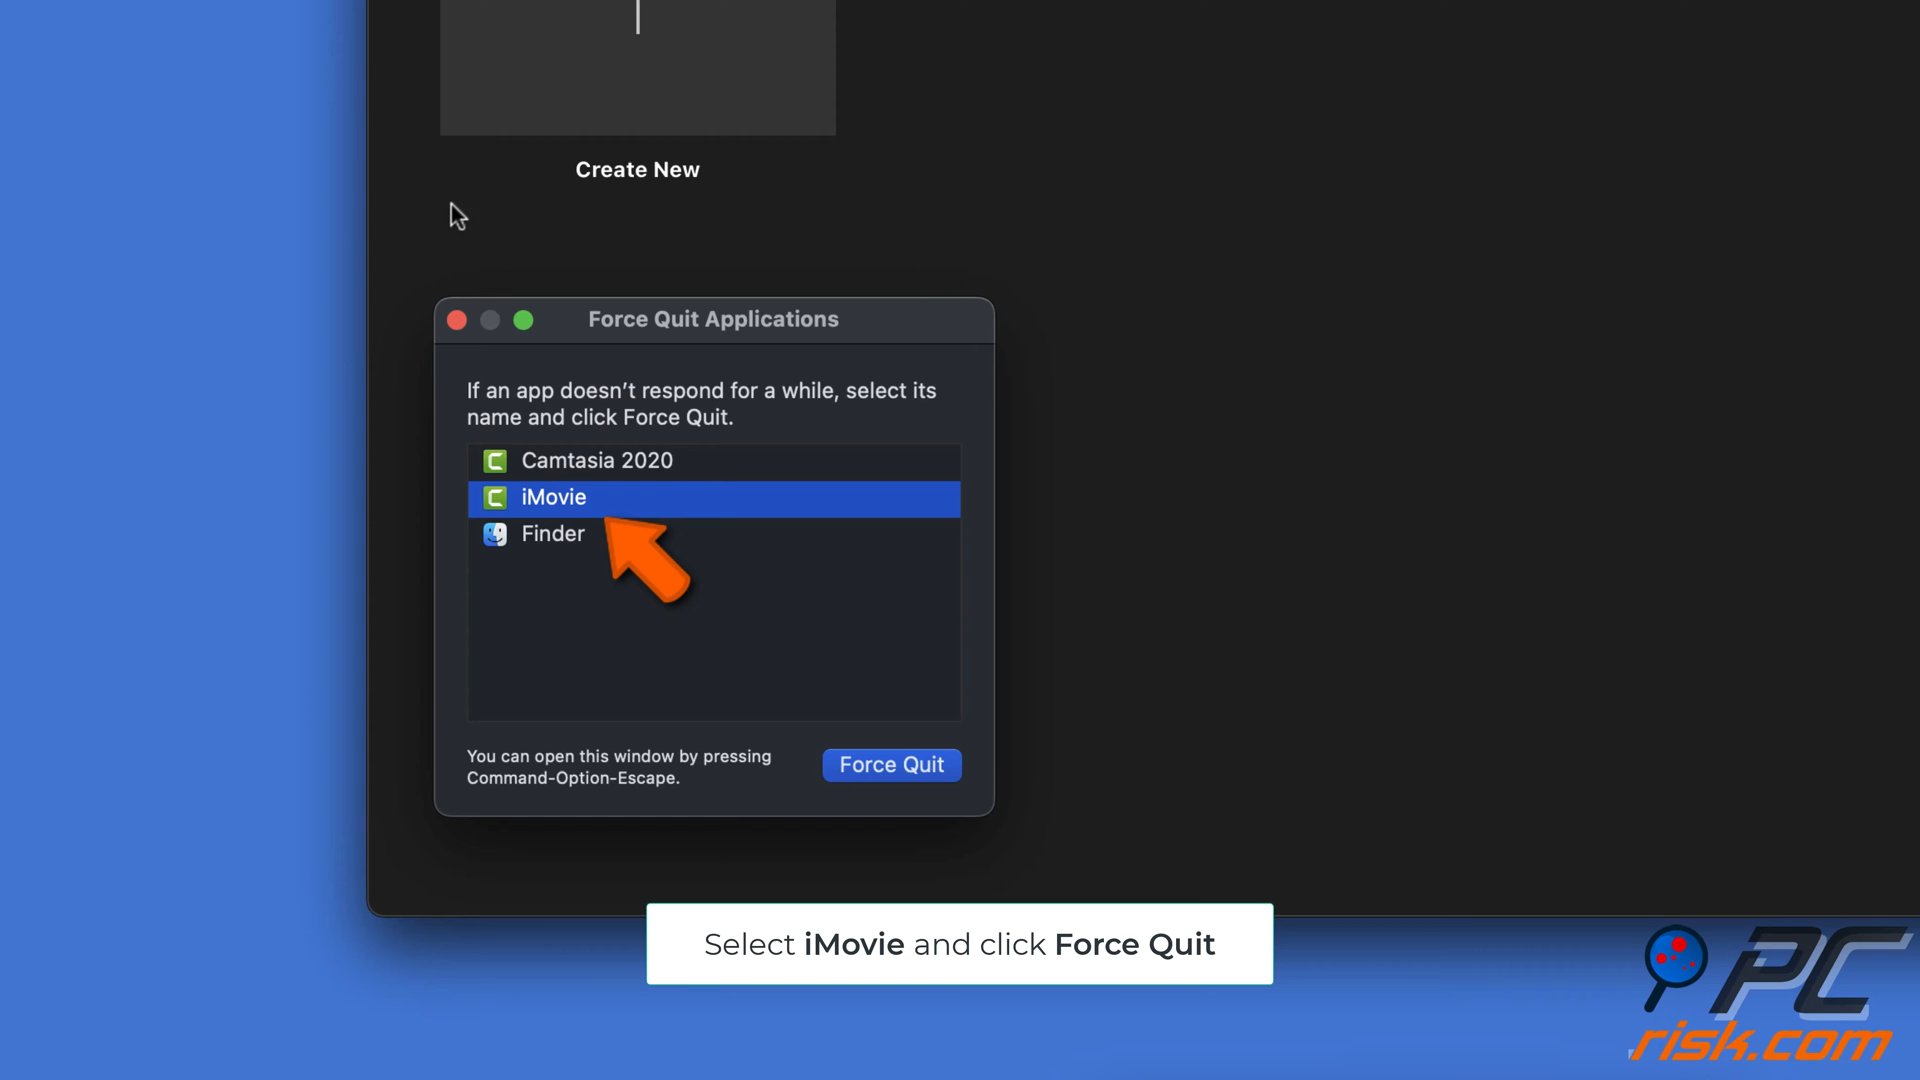 Create New
Force Quit Applications
If an app doesn't respond for a while, select its
name and click Force Quit.
Camtasia 2020
iMovie
Finder
You can open this window by pressing
Command-Option-Escape.
Force Quit
Select iMovie and click Force Quit
PC
risk.com